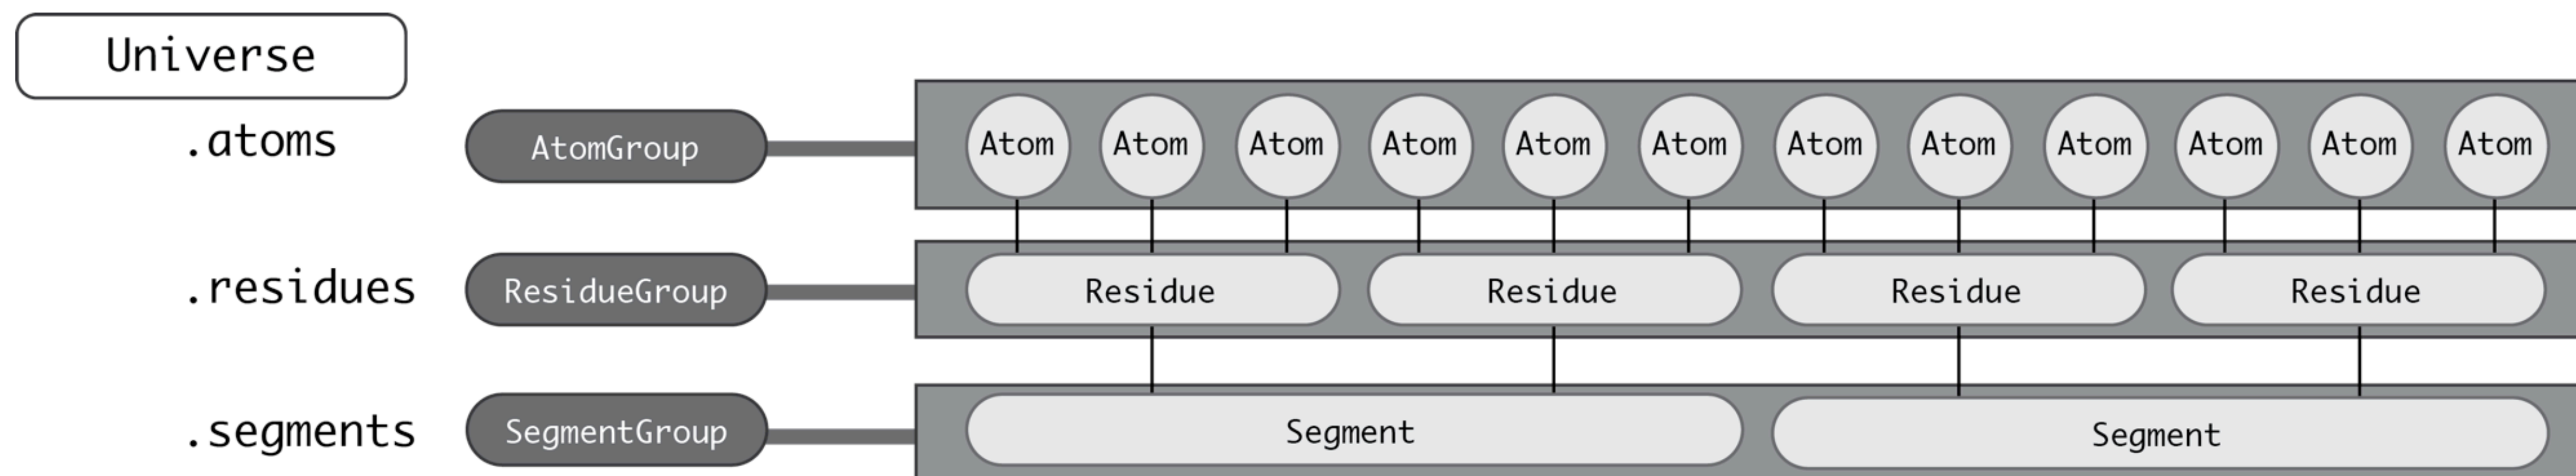 Universe
.atoms AtomGroup Atom Atom Atom Atom Atom Atom Atom Atom Atom Atom Atom Atom
.residues ResidueGroup Residue Residue Residue Residue
.segments SegmentGroup Segment Segment